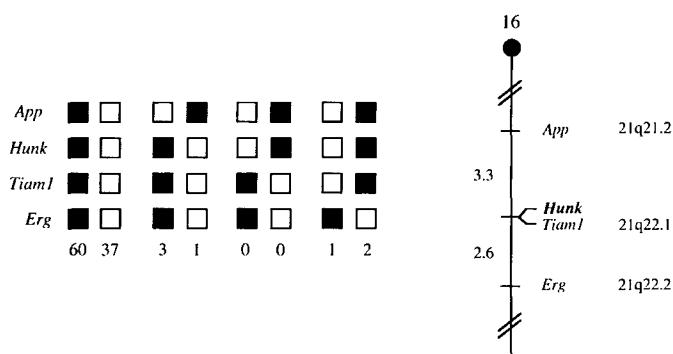 16
App
Hunk
Tiam1
Erg
60 37 3 1 0 0 1 2
App 21q21.2
3.3
Hunk
Tiam1 21q22.1
2.6
Erg 21q22.2